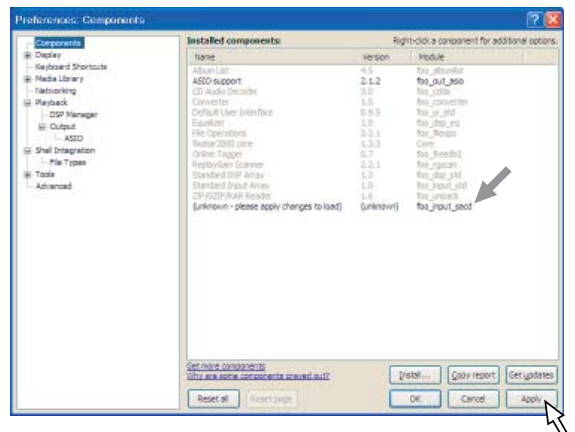 Preferences: Components
Components
Display
Keyboard Shortcuts
Media Library
Networking
Playback
DSP Manager
Output
ASIO
Shell Integration
File Types
Tools
Advanced
Installed components: Right-click a component for additional options.
Name Version Module
Album List 4.5 foo_albumlist
ASIO support 2.1.2 foo_out_asio
CD Audio Decoder 3.0 foo_cdda
Converter 1.5 foo_converter
Default User Interface 0.9.5 foo_ui_std
Equalizer 1.0 foo_dsp_eq
File Operations 2.2.1 foo_fileops
foobar2000 core 1.3.3 Core
Online Tagger 0.7 foo_freedb2
ReplayGain Scanner 2.2.1 foo_rgscan
Standard DSP Array 1.3 foo_dsp_std
Standard Input Array 1.0 foo_input_std
ZIP/GZIP/RAR Reader 1.6 foo_unpack
(unknown - please apply changes to load) (unknown) foo_input_sacd
Get more components
Why are some components grayed out?
Install... Copy report Get updates
Reset all Reset page OK Cancel Apply